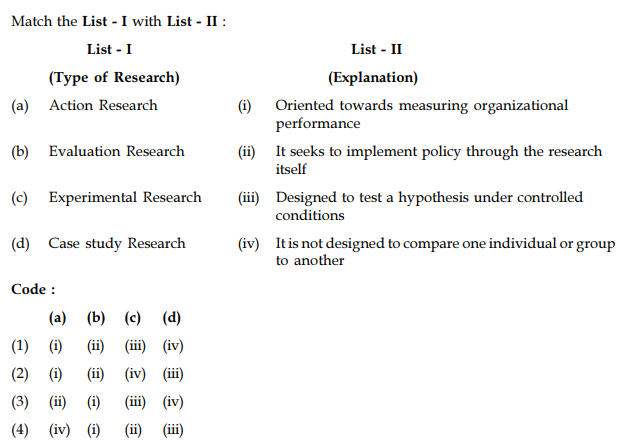 Match the List - I with List - II :
List - I List - II
(Type of Research) (Explanation)
(a) Action Research (i) Oriented towards measuring organizational
performance
(b) Evaluation Research (ii) It seeks to implement policy through the research
itself
(c) Experimental Research (iii) Designed to test a hypothesis under controlled
conditions
(d) Case study Research (iv) It is not designed to compare one individual or group
to another
Code :
(a) (b) (c) (d)
(1) (i) (ii) (iii) (iv)
(2) (i) (ii) (iv) (iii)
(3) (ii) (i) (iii) (iv)
(4) (iv) (i) (ii) (iii)